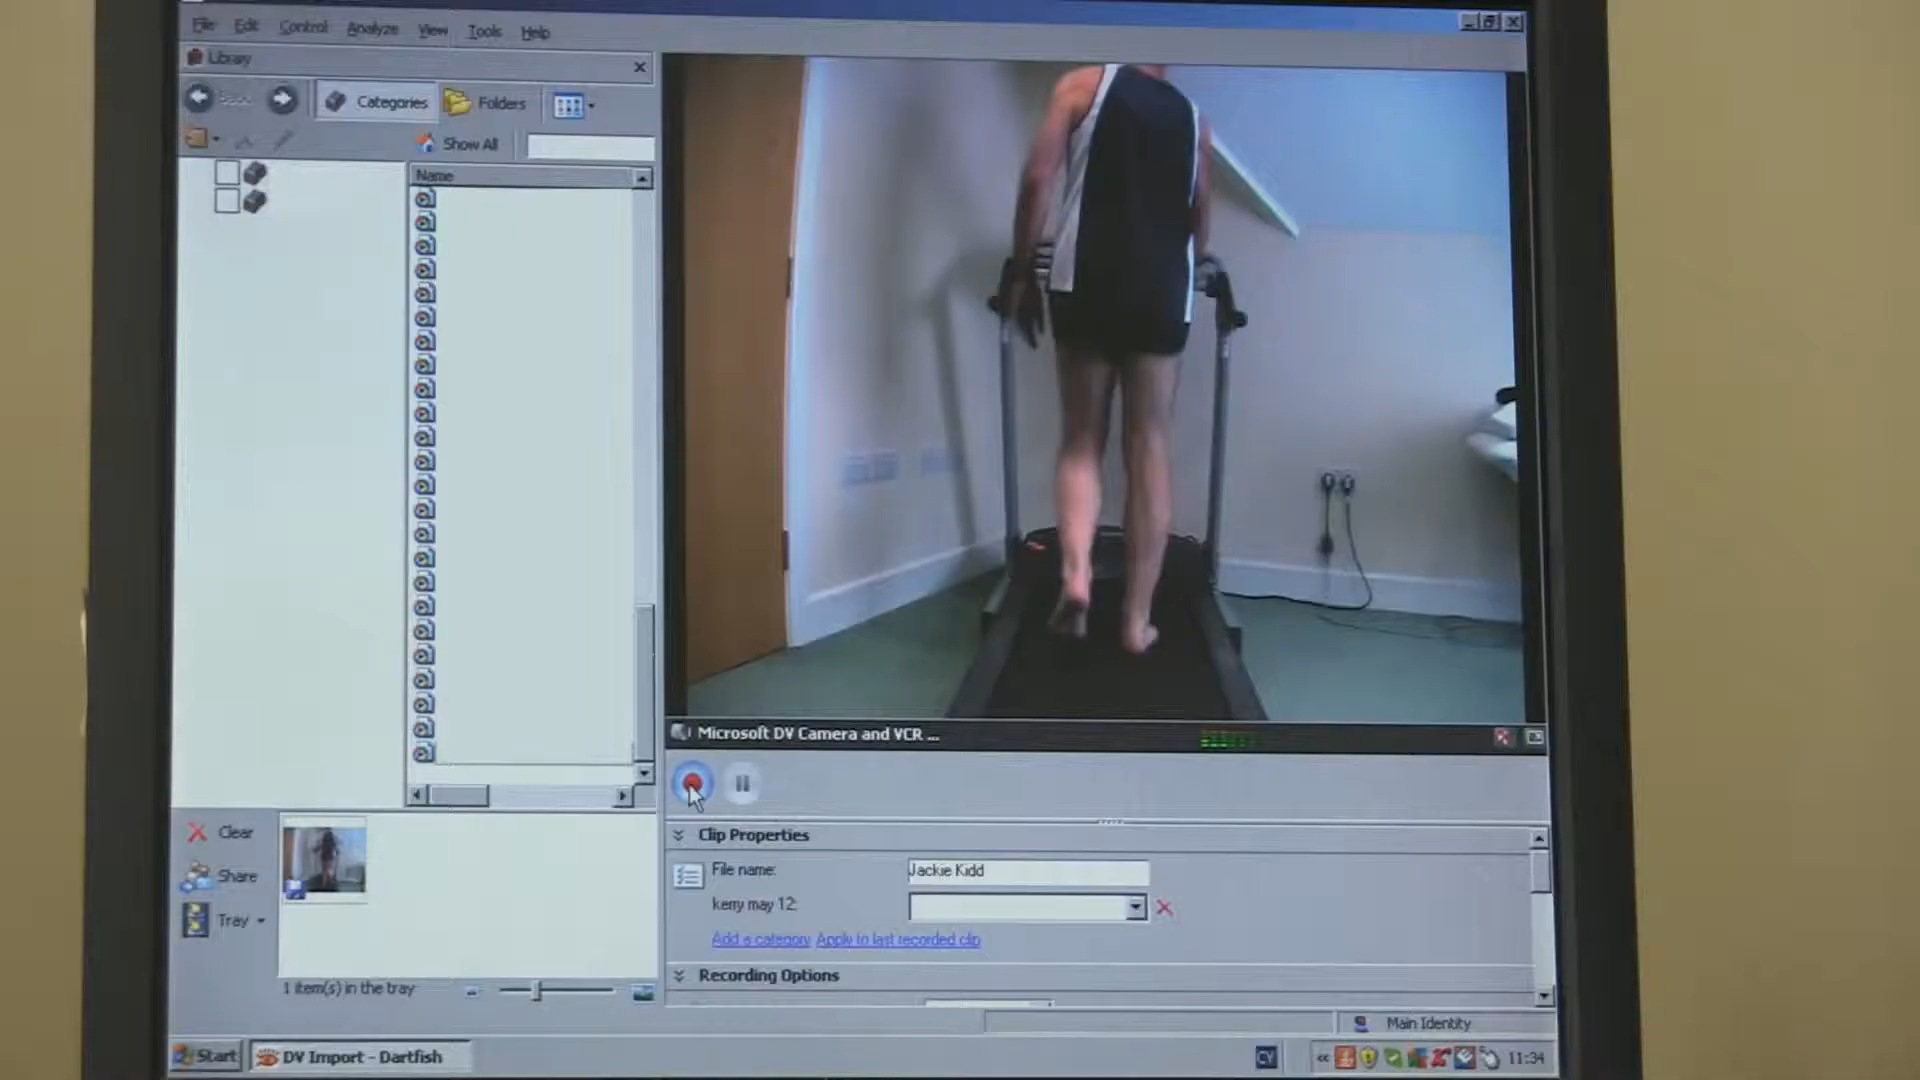 File Edit Control Analyze View Tools Help
Library
Back Categories Folders
Show All
Name
Microsoft DV Camera and VCR ...
Clip Properties
File name: Jackie Kidd
kerry may 12:
Add a category Apply to last recorded clip
Recording Options
Clear
Share
Tray
1 item(s) in the tray
Main Identity
Start DV Import - Dartfish CY 11:34